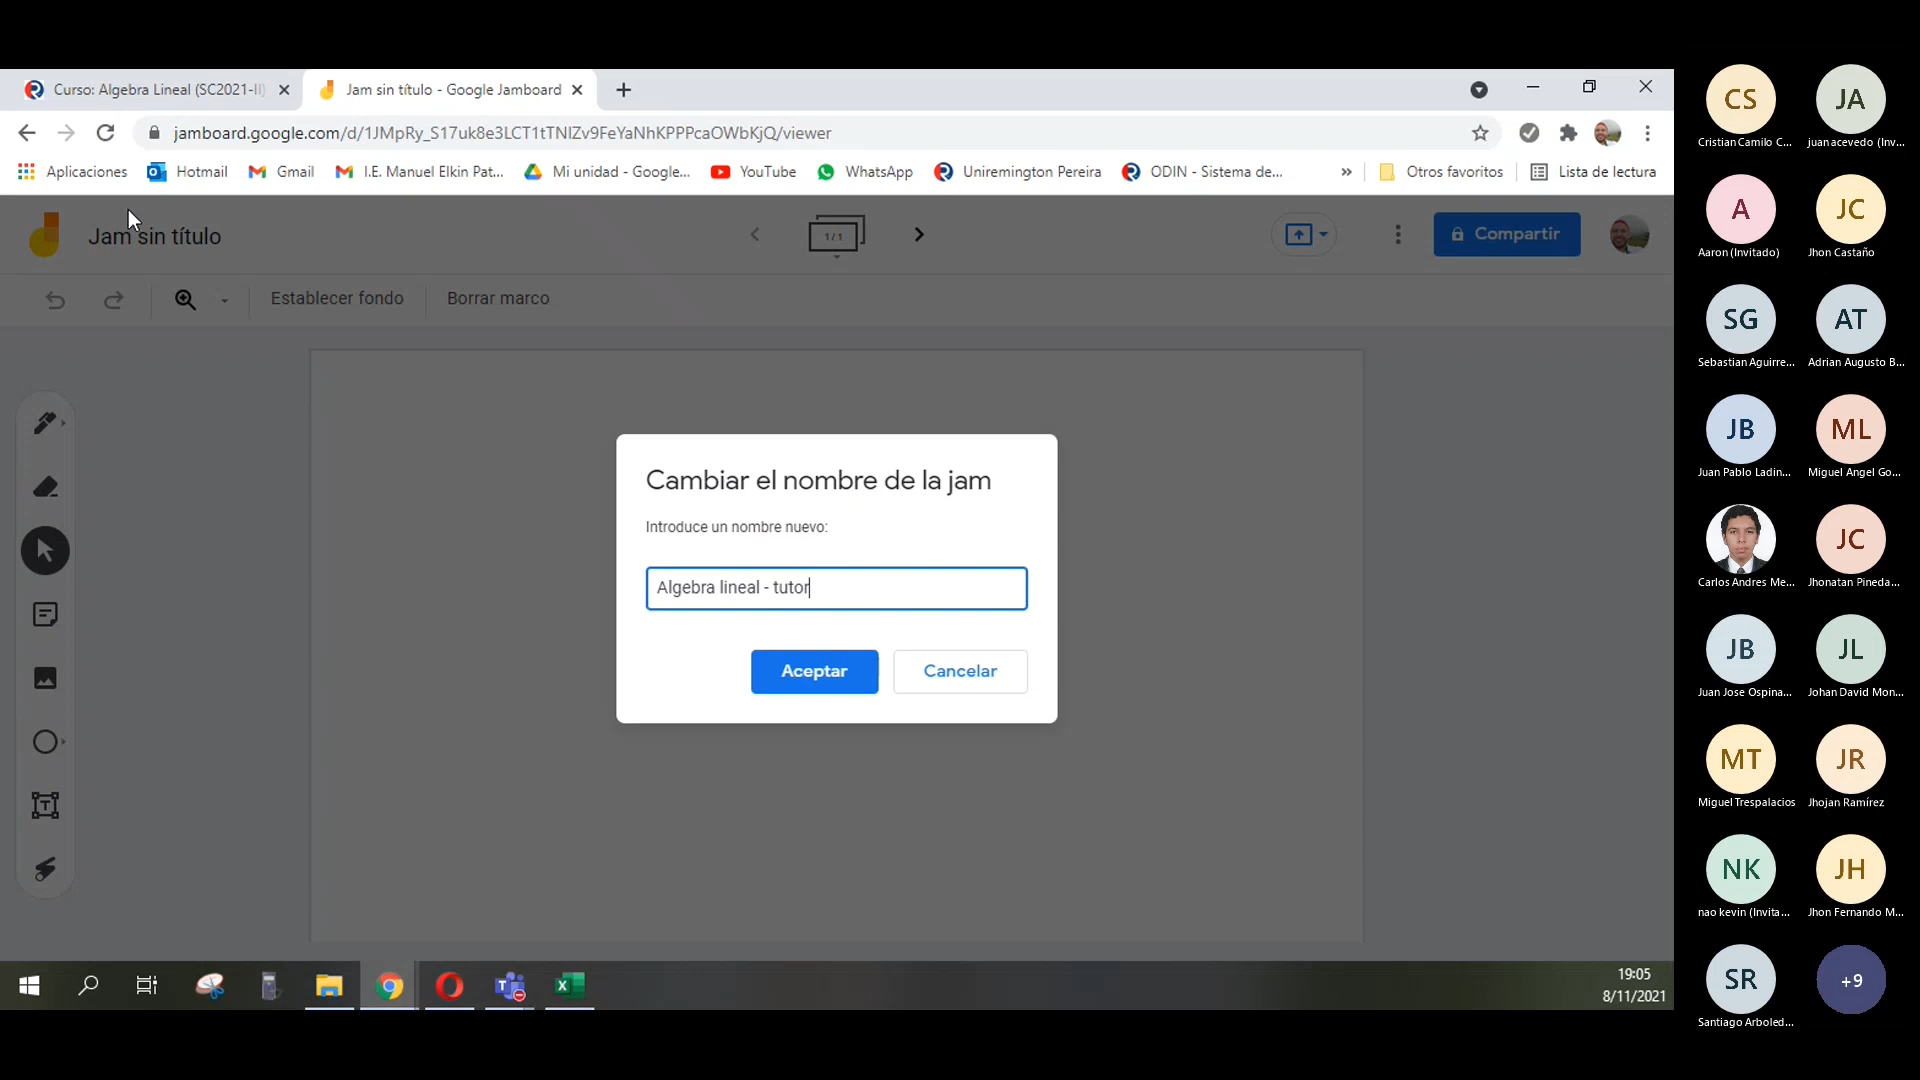 Curso: Algebra Lineal (SC2021-II)
Jam sin título - Google Jamboard
jamboard.google.com/d/1JMpRy_S17uk8e3LCT1tTNIZv9FeYaNhKPPPcaOWbKjQ/viewer
Aplicaciones
Hotmail
Gmail
I.E. Manuel Elkin Pat...
Mi unidad - Google...
YouTube
WhatsApp
Uniremington Pereira
ODIN - Sistema de...
»
Otros favoritos
Lista de lectura
Jam sin título
1 / 1
Compartir
Establecer fondo
Borrar marco
Cambiar el nombre de la jam
Introduce un nombre nuevo:
Algebra lineal - tutor
Aceptar
Cancelar
19:05
8/11/2021
CS
Cristian Camilo C...
JA
juan acevedo (Inv...
A
Aaron (Invitado)
JC
Jhon Castaño
SG
Sebastian Aguirre...
AT
Adrian Augusto B...
JB
Juan Pablo Ladin...
ML
Miguel Angel Go...
Carlos Andres Me...
JC
Jhonatan Pineda...
JB
Juan Jose Ospina...
JL
Johan David Mon...
MT
Miguel Trespalacios
JR
Jhojan Ramírez
NK
nao kevin (Invita...
JH
Jhon Fernando M...
SR
Santiago Arboled...
+9